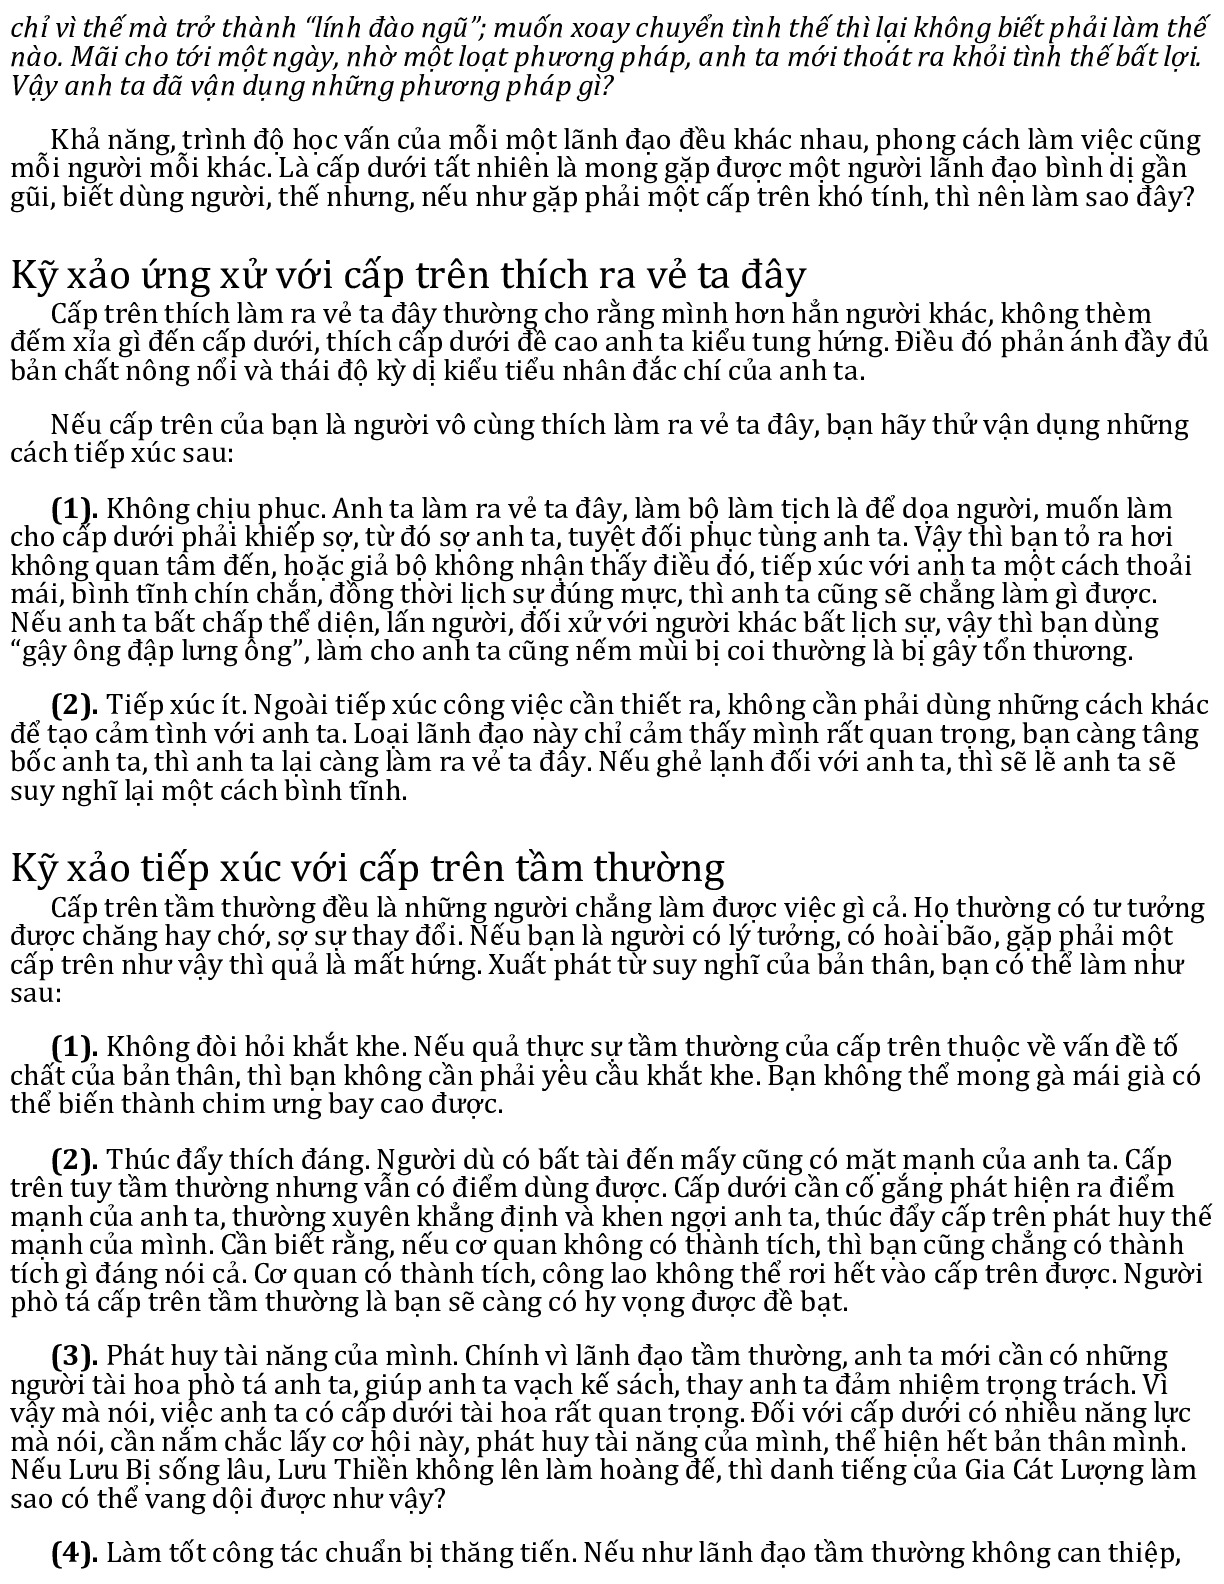 chỉ vì thế mà trở thành “lính đào ngũ”; muốn xoay chuyển tình thế thì lại không biết phải làm thế
nào. Mãi cho tới một ngày, nhờ một loạt phương pháp, anh ta mới thoát ra khỏi tình thế bất lợi.
Vậy anh ta đã vận dụng những phương pháp gì?
Khả năng, trình độ học vấn của mỗi một lãnh đạo đều khác nhau, phong cách làm việc cũng
mỗi người mỗi khác. Là cấp dưới tất nhiên là mong gặp được một người lãnh đạo bình dị gần
gũi, biết dùng người, thế nhưng, nếu như gặp phải một cấp trên khó tính, thì nên làm sao đây?
Kỹ xảo ứng xử với cấp trên thích ra vẻ ta đây
Cấp trên thích làm ra vẻ ta đây thường cho rằng mình hơn hẳn người khác, không thèm
đếm xỉa gì đến cấp dưới, thích cấp dưới đề cao anh ta kiểu tung hứng. Điều đó phản ánh đầy đủ
bản chất nông nổi và thái độ kỳ dị kiểu tiểu nhân đắc chí của anh ta.
Nếu cấp trên của bạn là người vô cùng thích làm ra vẻ ta đây, bạn hãy thử vận dụng những
cách tiếp xúc sau:
(1). Không chịu phục. Anh ta làm ra vẻ ta đây, làm bộ làm tịch là để dọa người, muốn làm
cho cấp dưới phải khiếp sợ, từ đó sợ anh ta, tuyệt đối phục tùng anh ta. Vậy thì bạn tỏ ra hơi
không quan tâm đến, hoặc giả bộ không nhận thấy điều đó, tiếp xúc với anh ta một cách thoải
mái, bình tĩnh chín chắn, đồng thời lịch sự đúng mực, thì anh ta cũng sẽ chẳng làm gì được.
Nếu anh ta bất chấp thể diện, lấn người, đối xử với người khác bất lịch sự, vậy thì bạn dùng
“gậy ông đập lưng ông”, làm cho anh ta cũng nếm mùi bị coi thường là bị gây tổn thương.
(2). Tiếp xúc ít. Ngoài tiếp xúc công việc cần thiết ra, không cần phải dùng những cách khác
để tạo cảm tình với anh ta. Loại lãnh đạo này chỉ cảm thấy mình rất quan trọng, bạn càng tâng
bốc anh ta, thì anh ta lại càng làm ra vẻ ta đây. Nếu ghẻ lạnh đối với anh ta, thì sẽ lẽ anh ta sẽ
suy nghĩ lại một cách bình tĩnh.
Kỹ xảo tiếp xúc với cấp trên tầm thường
Cấp trên tầm thường đều là những người chẳng làm được việc gì cả. Họ thường có tư tưởng
được chăng hay chớ, sợ sự thay đổi. Nếu bạn là người có lý tưởng, có hoài bão, gặp phải một
cấp trên như vậy thì quả là mất hứng. Xuất phát từ suy nghĩ của bản thân, bạn có thể làm như
sau:
(1). Không đòi hỏi khắt khe. Nếu quả thực sự tầm thường của cấp trên thuộc về vấn đề tố
chất của bản thân, thì bạn không cần phải yêu cầu khắt khe. Bạn không thể mong gà mái già có
thể biến thành chim ưng bay cao được.
(2). Thúc đẩy thích đáng. Người dù có bất tài đến mấy cũng có mặt mạnh của anh ta. Cấp
trên tuy tầm thường nhưng vẫn có điểm dùng được. Cấp dưới cần cố gắng phát hiện ra điểm
mạnh của anh ta, thường xuyên khẳng định và khen ngợi anh ta, thúc đẩy cấp trên phát huy thế
mạnh của mình. Cần biết rằng, nếu cơ quan không có thành tích, thì bạn cũng chẳng có thành
tích gì đáng nói cả. Cơ quan có thành tích, công lao không thể rơi hết vào cấp trên được. Người
phò tá cấp trên tầm thường là bạn sẽ càng có hy vọng được đề bạt.
(3). Phát huy tài năng của mình. Chính vì lãnh đạo tầm thường, anh ta mới cần có những
người tài hoa phò tá anh ta, giúp anh ta vạch kế sách, thay anh ta đảm nhiệm trọng trách. Vì
vậy mà nói, việc anh ta có cấp dưới tài hoa rất quan trọng. Đối với cấp dưới có nhiều năng lực
mà nói, cần nắm chắc lấy cơ hội này, phát huy tài năng của mình, thể hiện hết bản thân mình.
Nếu Lưu Bị sống lâu, Lưu Thiền không lên làm hoàng đế, thì danh tiếng của Gia Cát Lượng làm
sao có thể vang dội được như vậy?
(4). Làm tốt công tác chuẩn bị thăng tiến. Nếu như lãnh đạo tầm thường không can thiệp,